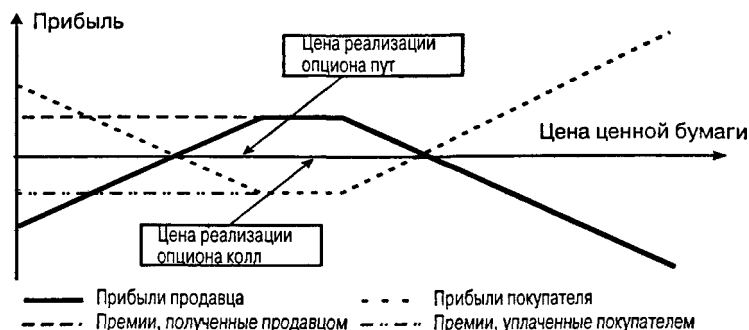 Прибыль
Цена реализации
опциона пут
Цена ценной бумаги
Цена реализации
опциона колл
Прибыли продавца
Прибыли покупателя
Премии, полученные продавцом
Премии, уплаченные покупателем